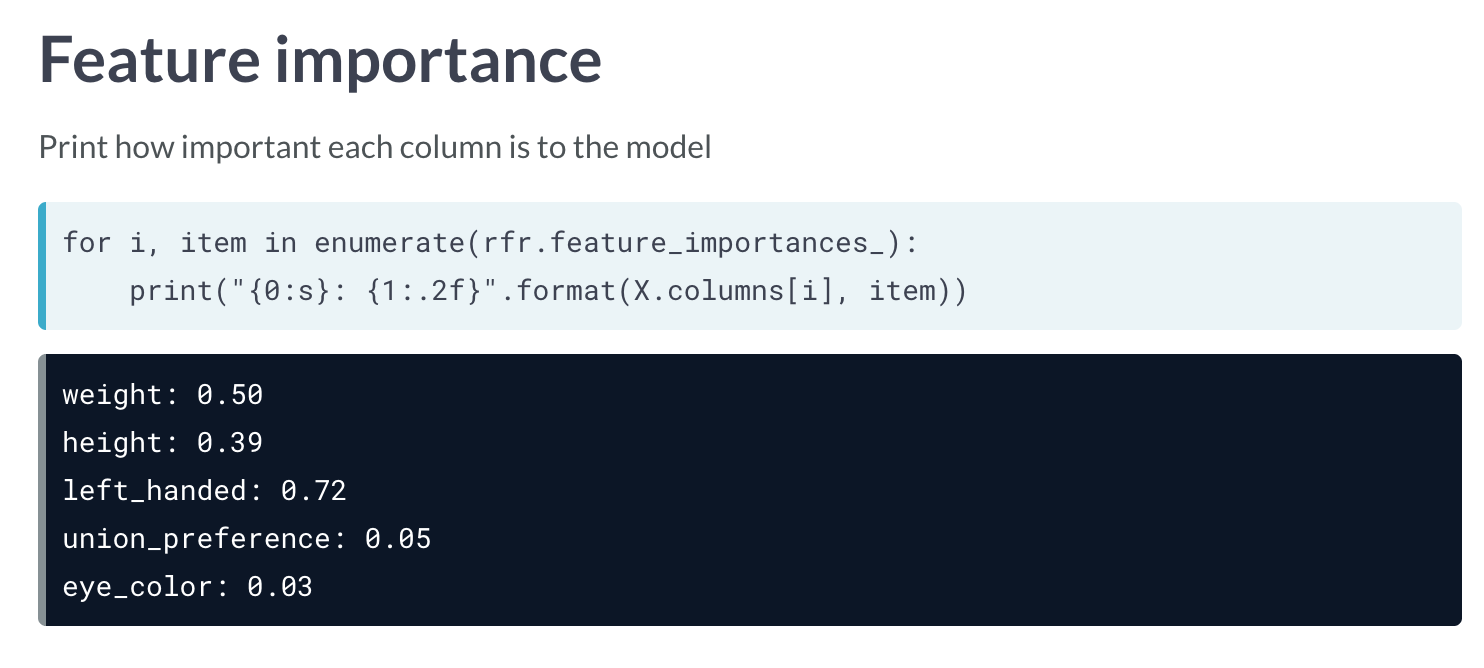 Feature importance
Print how important each column is to the model
for i, item in enumerate(rfr.feature_importances_):
    print("{0:s}: {1:.2f}".format(X.columns[i], item))
weight: 0.50
height: 0.39
left_handed: 0.72
union_preference: 0.05
eye_color: 0.03